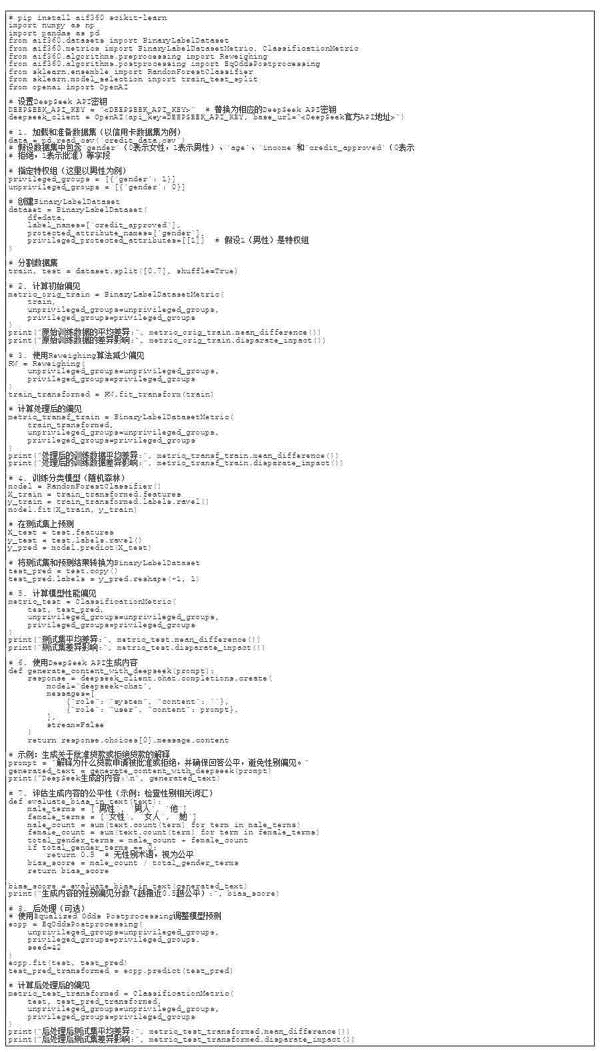 # pip install aif360 scikit-learn
import numpy as np
import pandas as pd
from aif360.datasets import BinaryLabelDataset
from aif360.metrics import BinaryLabelDatasetMetric, ClassificationMetric
from aif360.algorithms.preprocessing import Reweighing
from aif360.algorithms.postprocessing import EqOddsPostprocessing
from sklearn.ensemble import RandomForestClassifier
from sklearn.model_selection import train_test_split
from openai import OpenAI
# 设置DeepSeek API密钥
DEEPSEEK_API_KEY = "<DEEPSEEK_API_KEY>"  # 替换为相应的DeepSeek API密钥
deepseek_client = OpenAI(api_key=DEEPSEEK_API_KEY, base_url="<DeepSeek官方API地址>")
# 1. 加载和准备数据集（以信用卡数据集为例）
data = pd.read_csv('credit_data.csv')
# 假设数据集中包含`gender`（0表示女性，1表示男性）、`age`、`income`和`credit_approved`（0表示
# 拒绝，1表示批准）等字段
# 指定特权组（这里以男性为例）
privileged_groups = [{'gender': 1}]
unprivileged_groups = [{'gender': 0}]
# 创建BinaryLabelDataset
dataset = BinaryLabelDataset(
    df=data,
    label_names=['credit_approved'],
    protected_attribute_names=['gender'],
    privileged_protected_attributes=[[1]]  # 假设1（男性）是特权组
)
# 分割数据集
train, test = dataset.split([0.7], shuffle=True)
# 2. 计算初始偏见
metric_orig_train = BinaryLabelDatasetMetric(
    train,
    unprivileged_groups=unprivileged_groups,
    privileged_groups=privileged_groups
)
print("原始训练数据的平均差异:", metric_orig_train.mean_difference())
print("原始训练数据的差异影响:", metric_orig_train.disparate_impact())
# 3. 使用Reweighing算法减少偏见
RW = Reweighing(
    unprivileged_groups=unprivileged_groups,
    privileged_groups=privileged_groups
)
train_transformed = RW.fit_transform(train)
# 计算处理后的偏见
metric_transf_train = BinaryLabelDatasetMetric(
    train_transformed,
    unprivileged_groups=unprivileged_groups,
    privileged_groups=privileged_groups
)
print("处理后的训练数据平均差异:", metric_transf_train.mean_difference())
print("处理后的训练数据差异影响:", metric_transf_train.disparate_impact())
# 4. 训练分类模型（随机森林）
model = RandomForestClassifier()
X_train = train_transformed.features
y_train = train_transformed.labels.ravel()
model.fit(X_train, y_train)
# 在测试集上预测
X_test = test.features
y_test = test.labels.ravel()
y_pred = model.predict(X_test)
# 将测试集和预测结果转换为BinaryLabelDataset
test_pred = test.copy()
test_pred.labels = y_pred.reshape(-1, 1)
# 5. 计算模型性能偏见
metric_test = ClassificationMetric(
    test, test_pred,
    unprivileged_groups=unprivileged_groups,
    privileged_groups=privileged_groups
)
print("测试集平均差异:", metric_test.mean_difference())
print("测试集差异影响:", metric_test.disparate_impact())
# 6. 使用DeepSeek API生成内容
def generate_content_with_deepseek(prompt):
    response = deepseek_client.chat.completions.create(
        model="deepseek-chat",
        messages=[
            {"role": "system", "content": ""},
            {"role": "user", "content": prompt},
        ],
        stream=False
    )
    return response.choices[0].message.content
# 示例：生成关于批准贷款或拒绝贷款的解释
prompt = "解释为什么贷款申请被批准或拒绝，并确保回答公平，避免性别偏见。"
generated_text = generate_content_with_deepseek(prompt)
print("DeepSeek生成的内容:\n", generated_text)
# 7. 评估生成内容的公平性（示例：检查性别相关词汇）
def evaluate_bias_in_text(text):
    male_terms = ["男性", "男人", "他"]
    female_terms = ["女性", "女人", "她"]
    male_count = sum(text.count(term) for term in male_terms)
    female_count = sum(text.count(term) for term in female_terms)
    total_gender_terms = male_count + female_count
    if total_gender_terms == 0:
        return 0.5  # 无性别术语，视为公平
    bias_score = male_count / total_gender_terms
    return bias_score
bias_score = evaluate_bias_in_text(generated_text)
print("生成内容的性别偏见分数（越接近0.5越公平）:", bias_score)
# 8. 后处理（可选）
# 使用Equalized Odds Postprocessing调整模型预测
eopp = EqOddsPostprocessing(
    unprivileged_groups=unprivileged_groups,
    privileged_groups=privileged_groups,
    seed=42
)
eopp.fit(test, test_pred)
test_pred_transformed = eopp.predict(test_pred)
# 计算后处理后的偏见
metric_test_transformed = ClassificationMetric(
    test, test_pred_transformed,
    unprivileged_groups=unprivileged_groups,
    privileged_groups=privileged_groups
)
print("后处理后测试集平均差异:", metric_test_transformed.mean_difference())
print("后处理后测试集差异影响:", metric_test_transformed.disparate_impact())